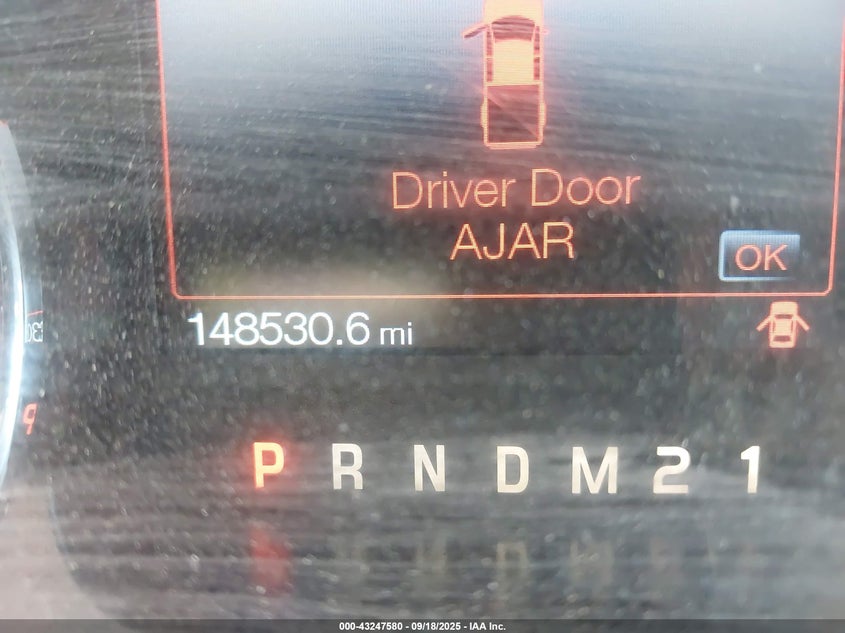 Driver Door
AJAR
OK
148530.6 mi
P R N D M 2 1
000-43247580 - 09/18/2025 - IAA Inc.